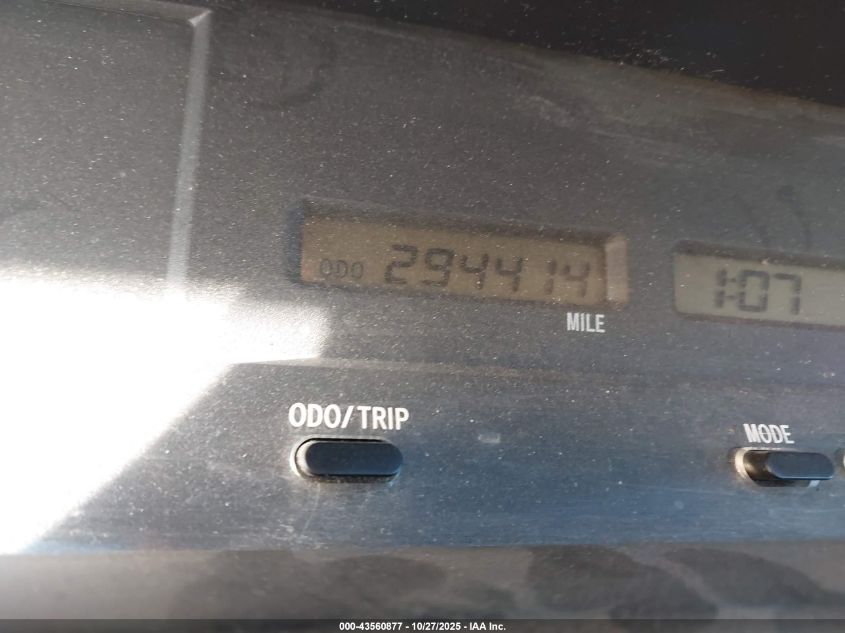 ODO 294414
1:07
MILE
ODO/TRIP
MODE
000-43560877 - 10/27/2025 - IAA Inc.